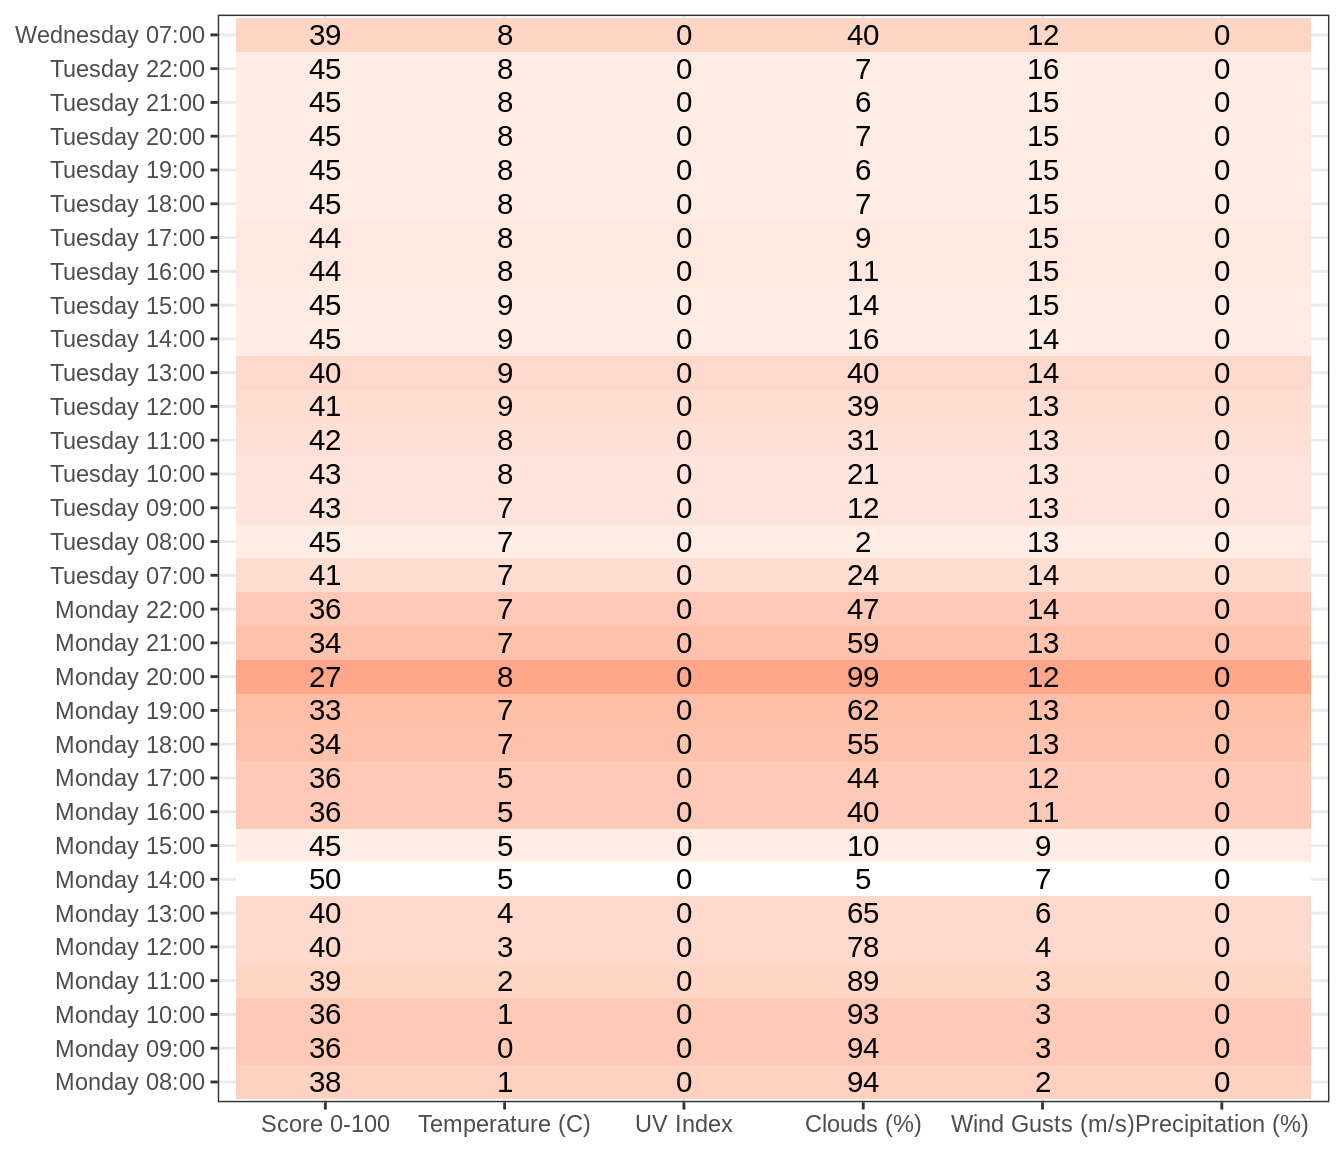 Wednesday 07:00 39 8 0 40 12 0
Tuesday 22:00 45 8 0 7 16 0
Tuesday 21:00 45 8 0 6 15 0
Tuesday 20:00 45 8 0 7 15 0
Tuesday 19:00 45 8 0 6 15 0
Tuesday 18:00 45 8 0 7 15 0
Tuesday 17:00 44 8 0 9 15 0
Tuesday 16:00 44 8 0 11 15 0
Tuesday 15:00 45 9 0 14 15 0
Tuesday 14:00 45 9 0 16 14 0
Tuesday 13:00 40 9 0 40 14 0
Tuesday 12:00 41 9 0 39 13 0
Tuesday 11:00 42 8 0 31 13 0
Tuesday 10:00 43 8 0 21 13 0
Tuesday 09:00 43 7 0 12 13 0
Tuesday 08:00 45 7 0 2 13 0
Tuesday 07:00 41 7 0 24 14 0
Monday 22:00 36 7 0 47 14 0
Monday 21:00 34 7 0 59 13 0
Monday 20:00 27 8 0 99 12 0
Monday 19:00 33 7 0 62 13 0
Monday 18:00 34 7 0 55 13 0
Monday 17:00 36 5 0 44 12 0
Monday 16:00 36 5 0 40 11 0
Monday 15:00 45 5 0 10 9 0
Monday 14:00 50 5 0 5 7 0
Monday 13:00 40 4 0 65 6 0
Monday 12:00 40 3 0 78 4 0
Monday 11:00 39 2 0 89 3 0
Monday 10:00 36 1 0 93 3 0
Monday 09:00 36 0 0 94 3 0
Monday 08:00 38 1 0 94 2 0
Score 0-100 Temperature (C) UV Index Clouds (%) Wind Gusts (m/s) Precipitation (%)